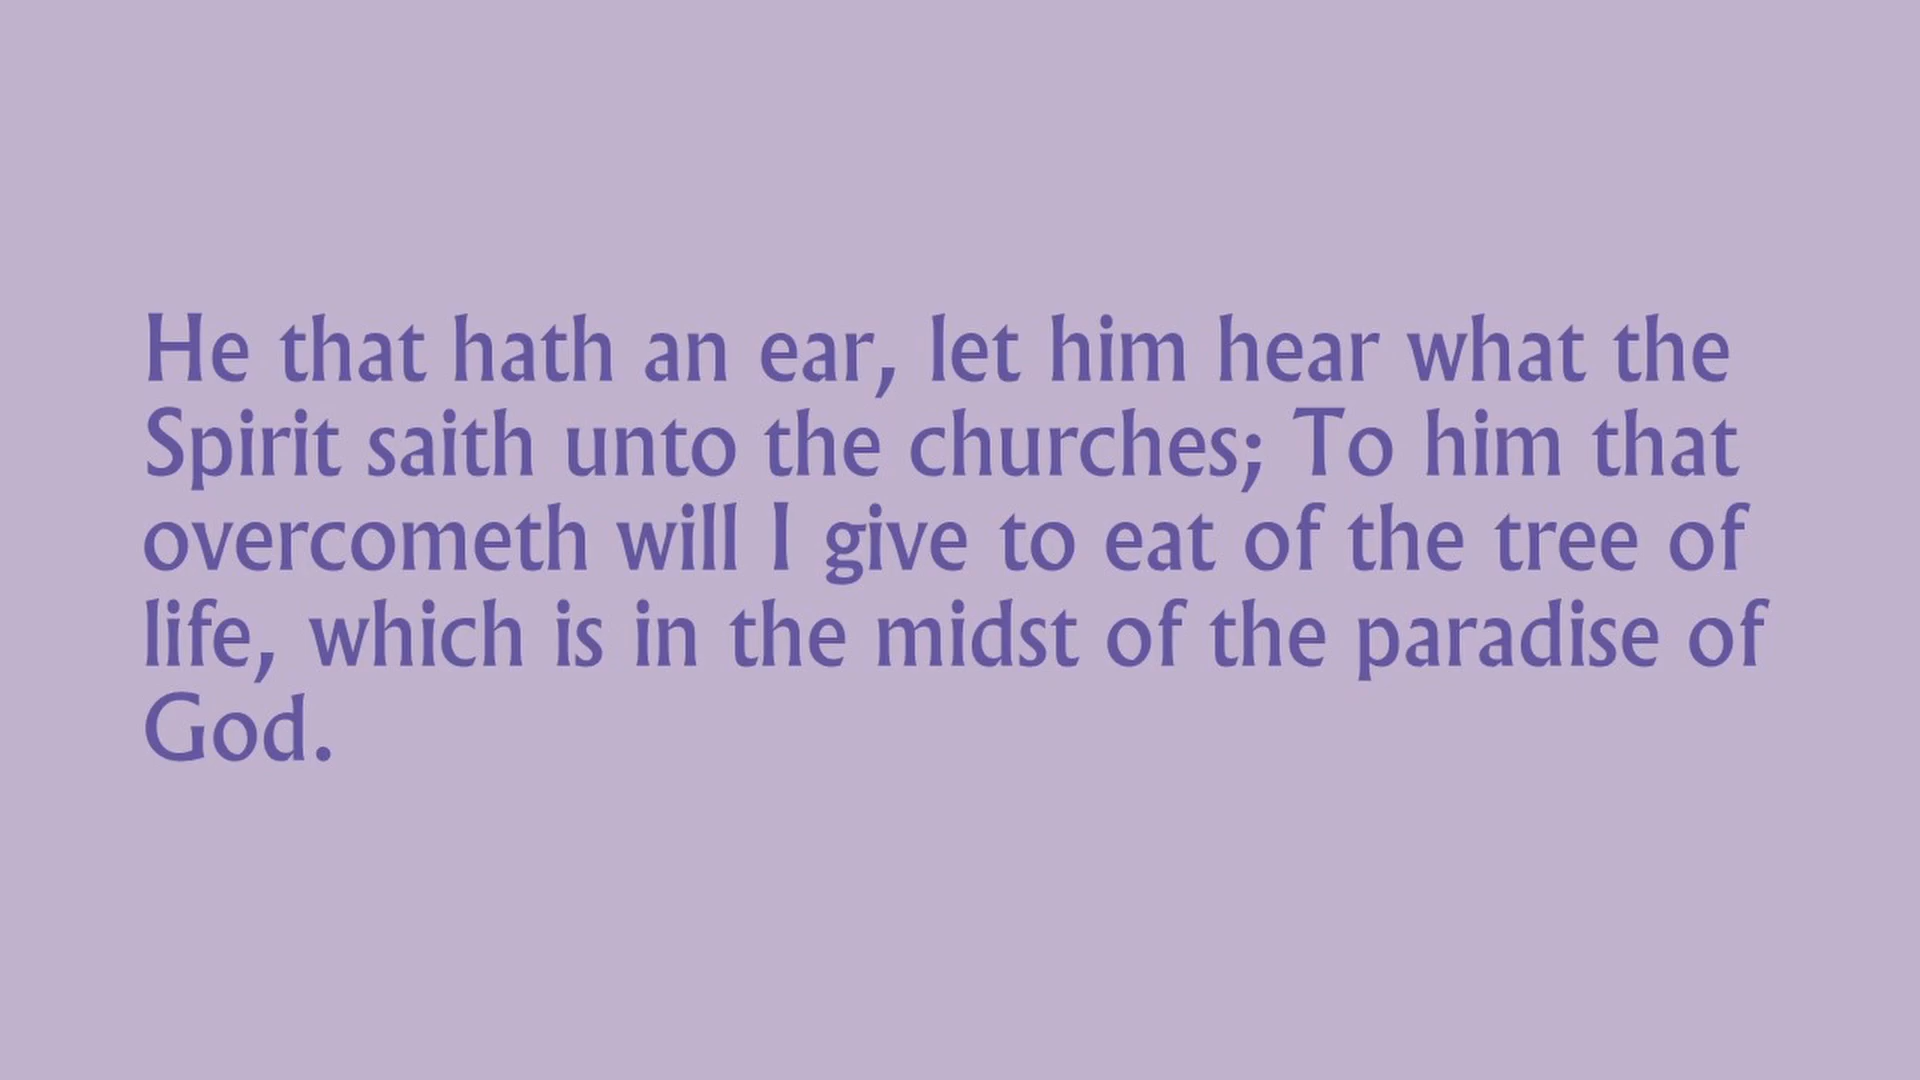 He that hath an ear, let him hear what the
Spirit saith unto the churches; To him that
overcometh will I give to eat of the tree of
life, which is in the midst of the paradise of
God.